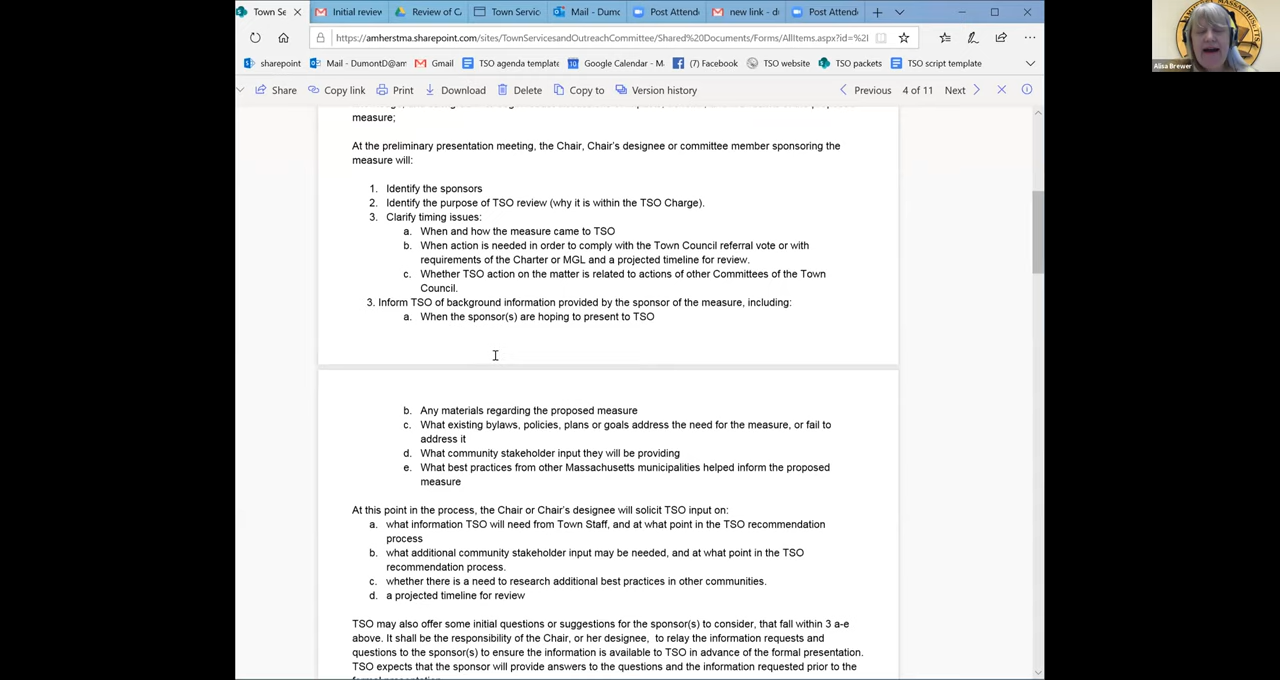 Town Se
Initial review
Review of C
Town Servic
Mail - Dumo
Post Attend
new link - d
Post Attend
https://amherstma.sharepoint.com/sites/TownServicesandOutreachCommittee/Shared%20Documents/Forms/AllItems.aspx?id=%2
sharepoint
Mail - DumontD@am
Gmail
TSO agenda template
Google Calendar - M
(7) Facebook
TSO website
TSO packets
TSO script template
Share
Copy link
Print
Download
Delete
Copy to
Version history
Previous
4 of 11
Next
MASSACHUSETTS
Alisa Brewer
measure;
At the preliminary presentation meeting, the Chair, Chair's designee or committee member sponsoring the
measure will:
1. Identify the sponsors
2. Identify the purpose of TSO review (why it is within the TSO Charge).
3. Clarify timing issues:
a. When and how the measure came to TSO
b. When action is needed in order to comply with the Town Council referral vote or with
requirements of the Charter or MGL and a projected timeline for review.
c. Whether TSO action on the matter is related to actions of other Committees of the Town
Council.
3. Inform TSO of background information provided by the sponsor of the measure, including:
a. When the sponsor(s) are hoping to present to TSO
b. Any materials regarding the proposed measure
c. What existing bylaws, policies, plans or goals address the need for the measure, or fail to
address it
d. What community stakeholder input they will be providing
e. What best practices from other Massachusetts municipalities helped inform the proposed
measure
At this point in the process, the Chair or Chair's designee will solicit TSO input on:
a. what information TSO will need from Town Staff, and at what point in the TSO recommendation
process
b. what additional community stakeholder input may be needed, and at what point in the TSO
recommendation process.
c. whether there is a need to research additional best practices in other communities.
d. a projected timeline for review
TSO may also offer some initial questions or suggestions for the sponsor(s) to consider, that fall within 3 a-e
above. It shall be the responsibility of the Chair, or her designee, to relay the information requests and
questions to the sponsor(s) to ensure the information is available to TSO in advance of the formal presentation.
TSO expects that the sponsor will provide answers to the questions and the information requested prior to the